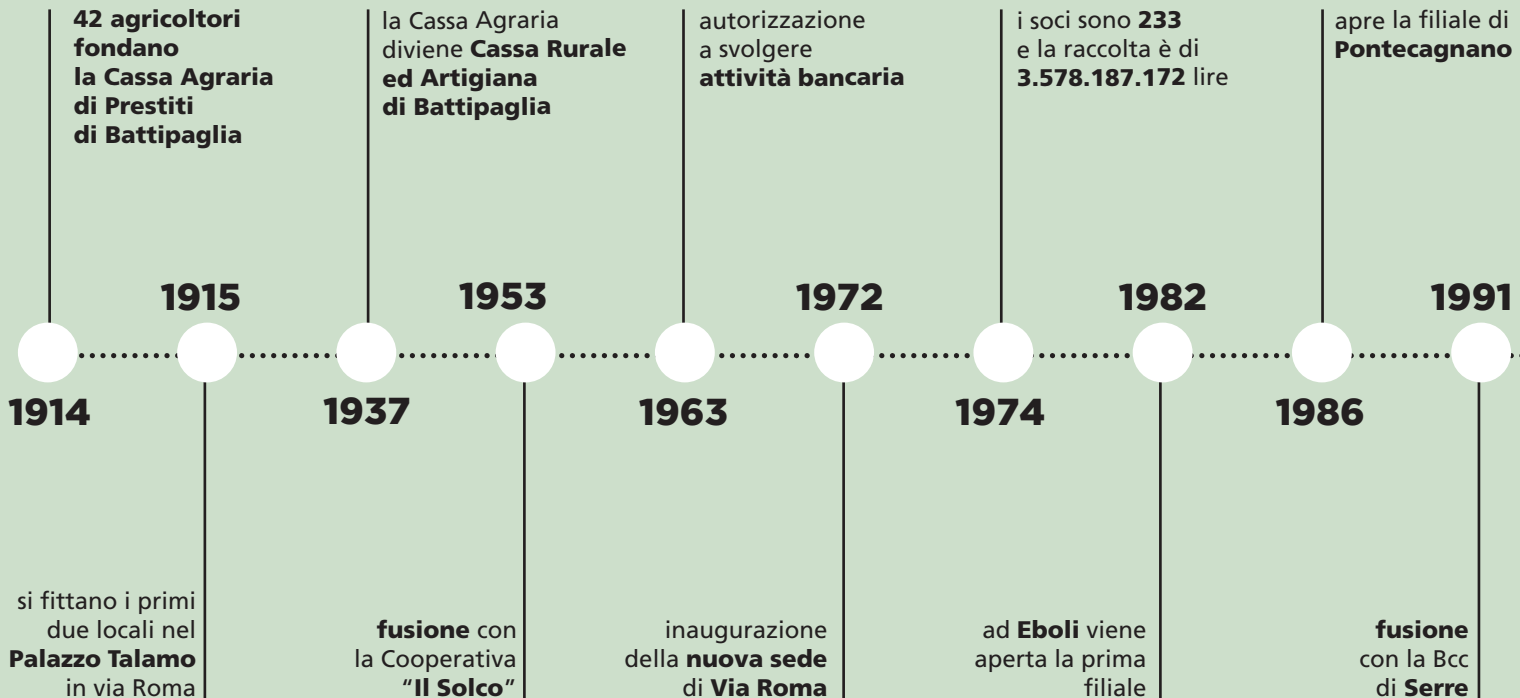 42 agricoltori
fondano
la Cassa Agraria
di Prestiti
di Battipaglia
la Cassa Agraria
diviene Cassa Rurale
ed Artigiana
di Battipaglia
autorizzazione
a svolgere
attività bancaria
i soci sono 233
e la raccolta è di
3.578.187.172 lire
apre la filiale di
Pontecagnano
1915
1953
1972
1982
1991
1914
1937
1963
1974
1986
si fittano i primi
due locali nel
Palazzo Talamo
in via Roma
fusione con
la Cooperativa
"Il Solco"
inaugurazione
della nuova sede
di Via Roma
ad Eboli viene
aperta la prima
filiale
fusione
con la Bcc
di Serre